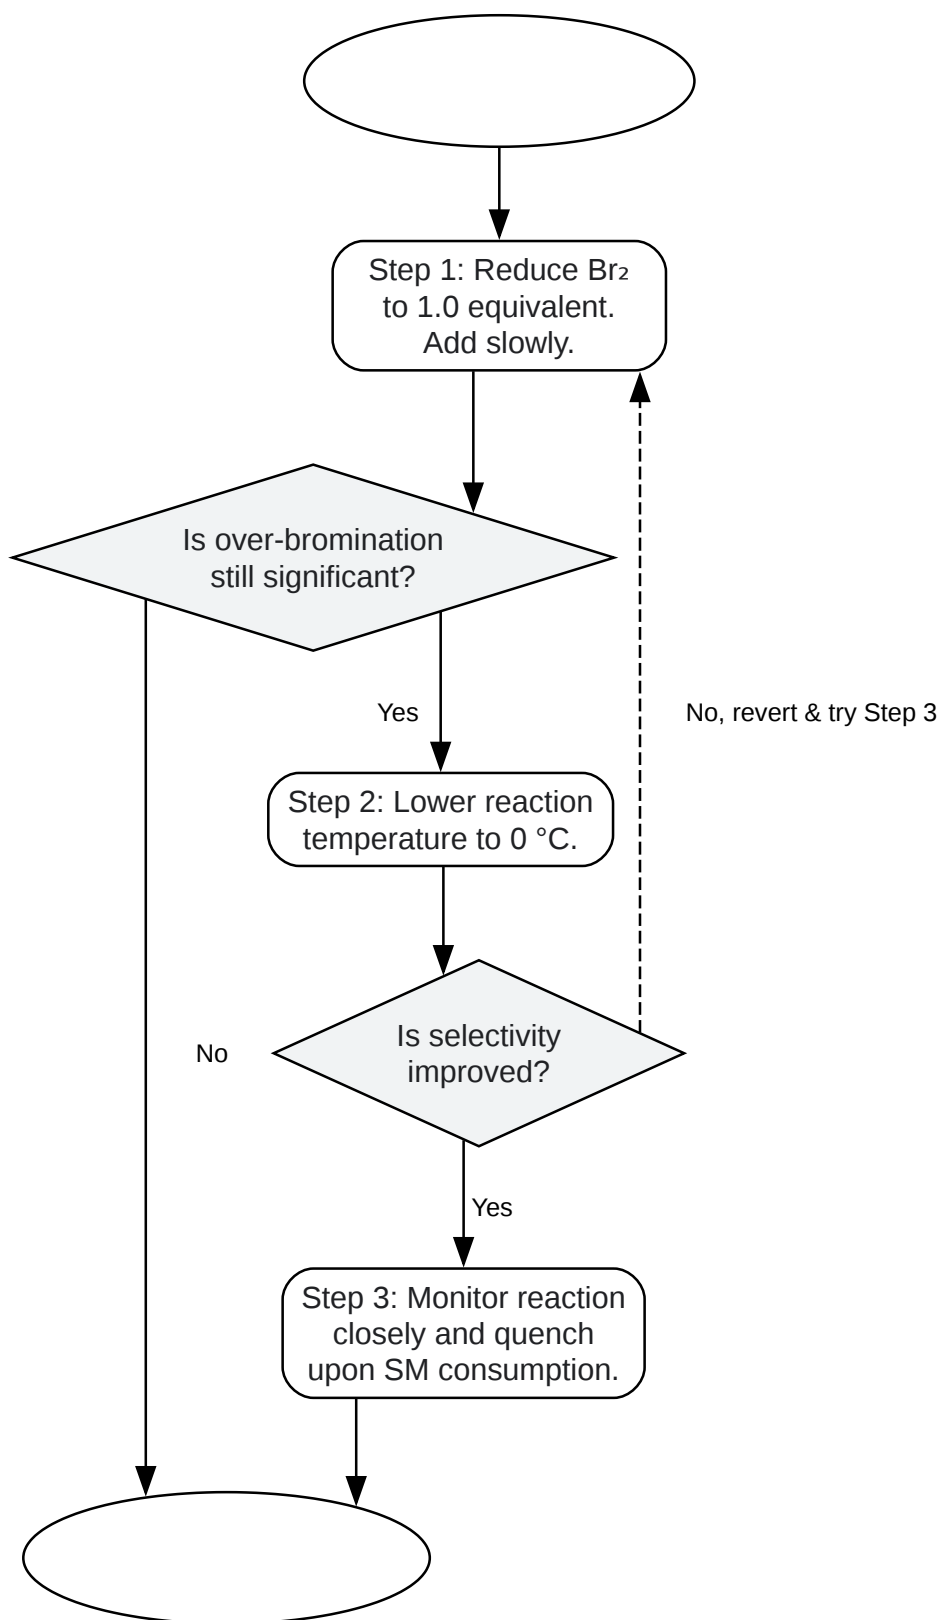 Step 1: Reduce Br₂
to 1.0 equivalent.
Add slowly.
Is over-bromination
still significant?
Yes
No, revert & try Step 3
Step 2: Lower reaction
temperature to 0 °C.
Is selectivity
improved?
No
Yes
Step 3: Monitor reaction
closely and quench
upon SM consumption.